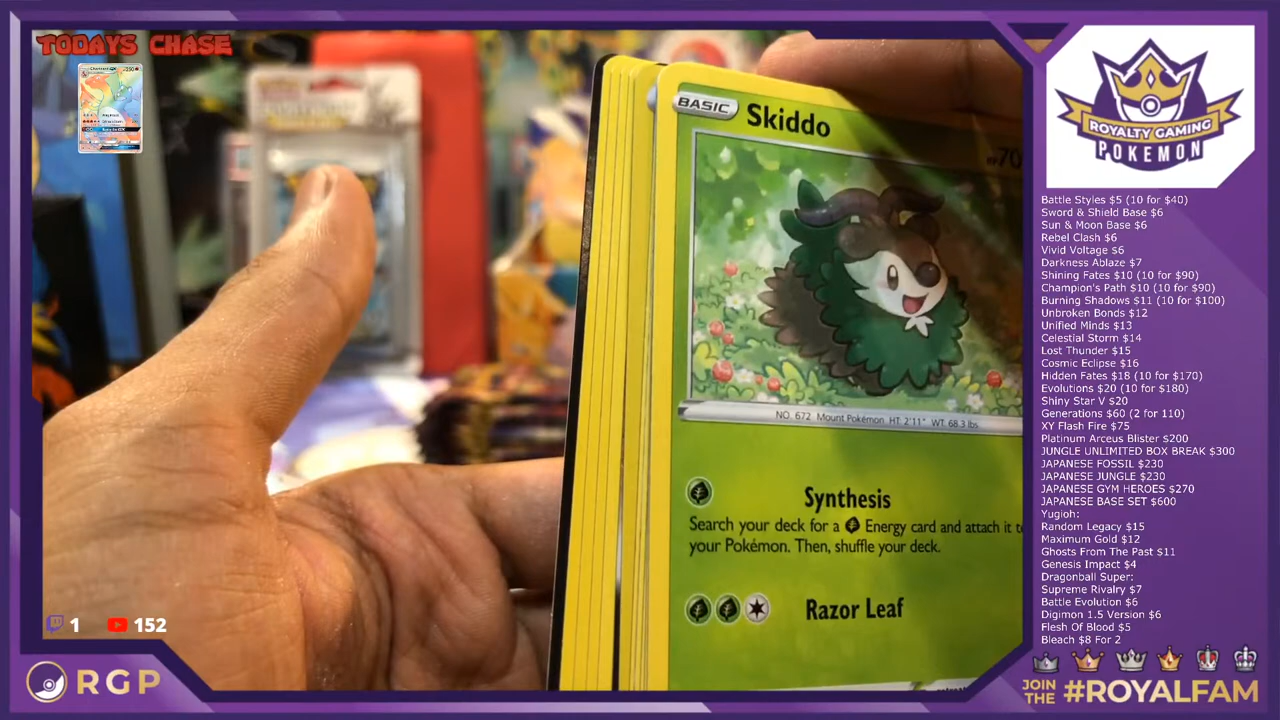 TODAYS CHASE
BASIC
Skiddo
70
NO. 672 Mount Pokémon HT: 2'11" WT: 68.3 lbs.
Synthesis
Search your deck for a Energy card and attach it to
your Pokémon. Then, shuffle your deck.
Razor Leaf
1
152
RGP
ROYALTY GAMING
POKEMON
Battle Styles $5 (10 for $40)
Sword & Shield Base $6
Sun & Moon Base $6
Rebel Clash $6
Vivid Voltage $6
Darkness Ablaze $7
Shining Fates $10 (10 for $90)
Champion's Path $10 (10 for $90)
Burning Shadows $11 (10 for $100)
Unbroken Bonds $12
Unified Minds $13
Celestial Storm $14
Lost Thunder $15
Cosmic Eclipse $16
Hidden Fates $18 (10 for $170)
Evolutions $20 (10 for $180)
Shiny Star V $20
Generations $60 (2 for 110)
XY Flash Fire $75
Platinum Arceus Blister $200
JUNGLE UNLIMITED BOX BREAK $300
JAPANESE FOSSIL $230
JAPANESE JUNGLE $230
JAPANESE GYM HEROES $270
JAPANESE BASE SET $600
Yugioh:
Random Legacy $15
Maximum Gold $12
Ghosts From The Past $11
Genesis Impact $4
Dragonball Super:
Supreme Rivalry $7
Battle Evolution $6
Digimon 1.5 Version $6
Flesh Of Blood $5
Bleach $8 For 2
JOIN THE #ROYALFAM